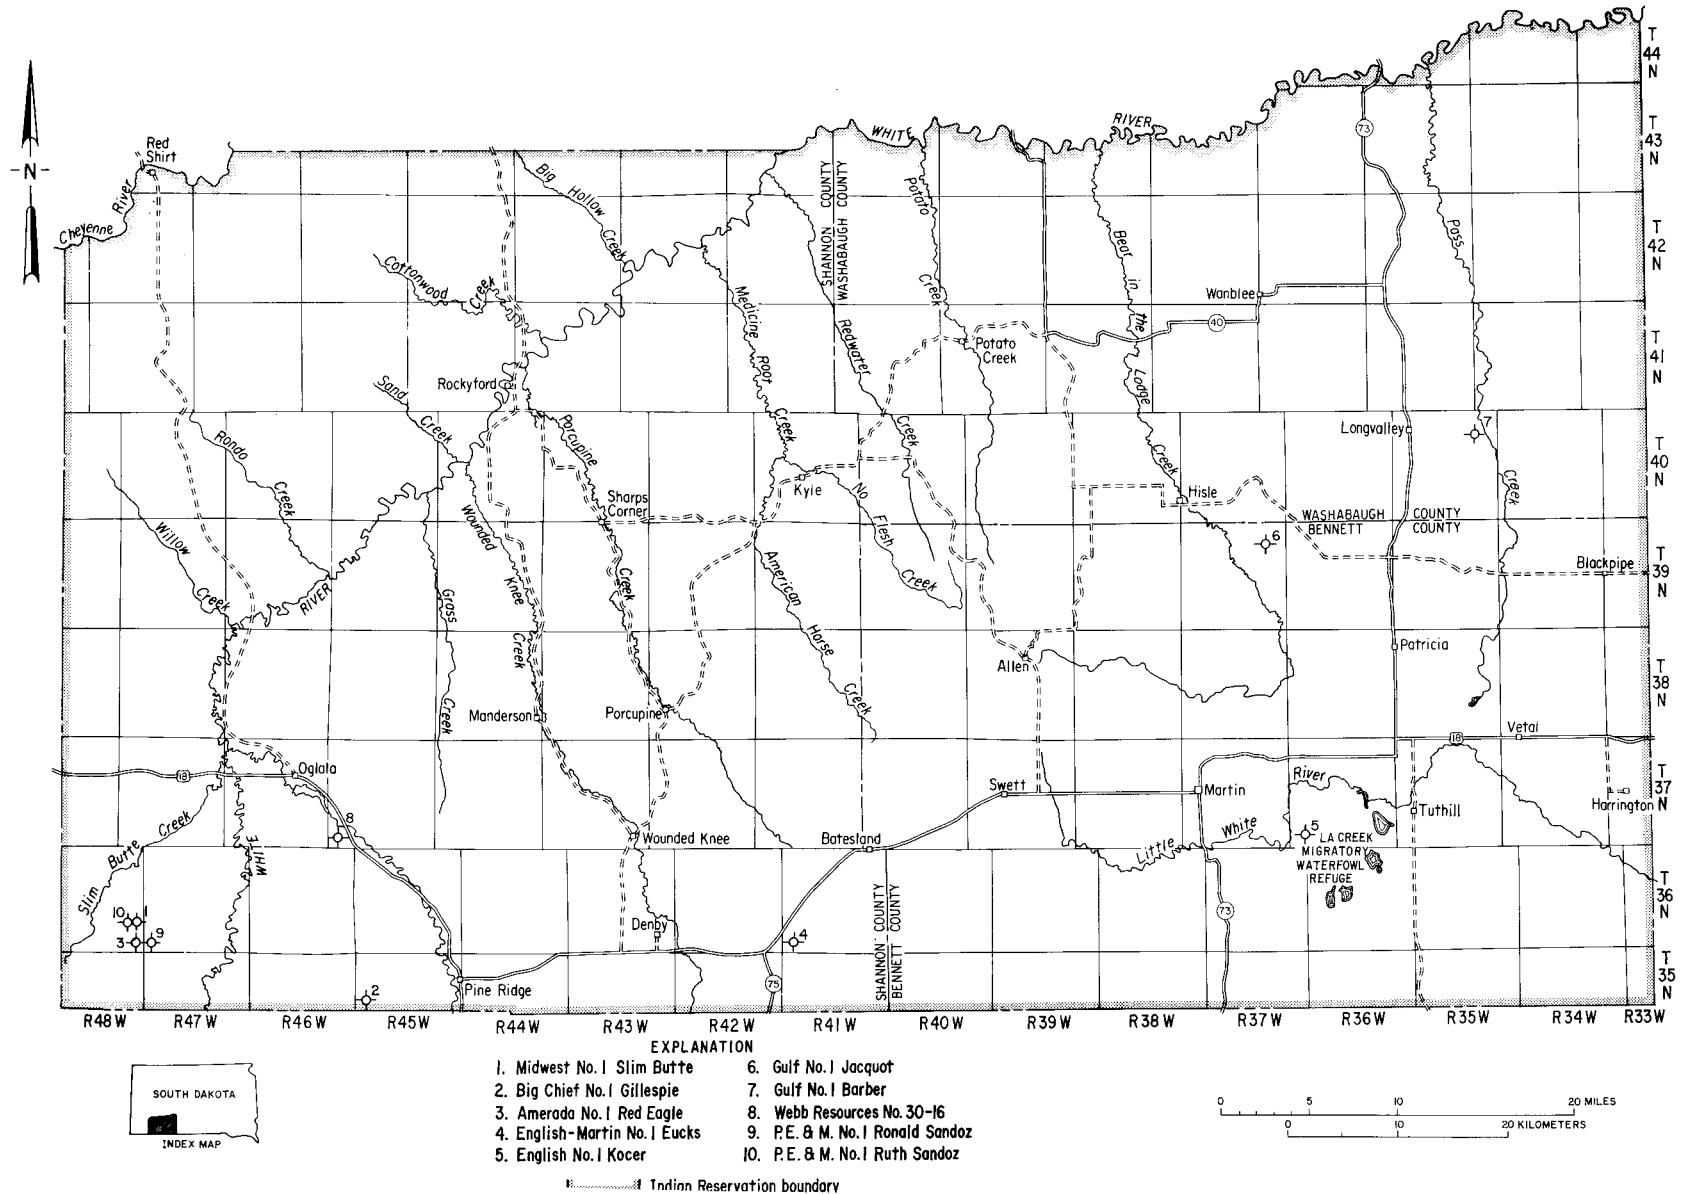 T
44
N
RIVER
WHITE
73
T
43
N
Red
Shirt
-N-
Big
Hollow
Creek
River
Cheyenne
SHANNON COUNTY
WASHABAUGH COUNTY
Potato
Creek
Bear
in
the
Lodge
Creek
Pass
Creek
T
42
N
Cottonwood
Creek
Medicine
Root
Creek
Wanblee
40
Redwater
Creek
Potato
Creek
T
41
N
Rockyford
Sand
Creek
Porcupine
Creek
Longvalley
7
Rondo
Creek
T
40
N
Kyle
No
Flesh
Creek
Hisle
Sharps
Corner
Willow
Creek
Wounded
Knee
Creek
WASHABAUGH COUNTY
BENNETT COUNTY
6
American
Horse
Creek
Blackpipe
T
39
N
RIVER
Grass
Creek
Allen
Patricia
T
38
N
Manderson
Porcupine
18
Vetal
18
Oglala
River
Swett
Martin
T
37
N
Harrington
Tuthill
Slim
Butte
Creek
WHITE
8
Wounded Knee
Batesland
Little
White
5
LA CREEK
MIGRATORY
WATERFOWL
REFUGE
T
36
N
10
1
3
9
Denby
4
SHANNON COUNTY
BENNETT COUNTY
73
T
35
N
2
Pine Ridge
75
R48W R47W R46W R45W R44W R43W R42W R41W R40W R39W R38W R37W R36W R35W R34W R33W
EXPLANATION
1. Midwest No. 1 Slim Butte
2. Big Chief No. 1 Gillespie
3. Amerada No. 1 Red Eagle
4. English-Martin No. 1 Eucks
5. English No. 1 Kocer
6. Gulf No. 1 Jacquot
7. Gulf No. 1 Barber
8. Webb Resources No. 30-16
9. P.E. & M. No. 1 Ronald Sandoz
10. P.E. & M. No. 1 Ruth Sandoz
Indian Reservation boundary
SOUTH DAKOTA
INDEX MAP
0 5 10 20 MILES
0 10 20 KILOMETERS